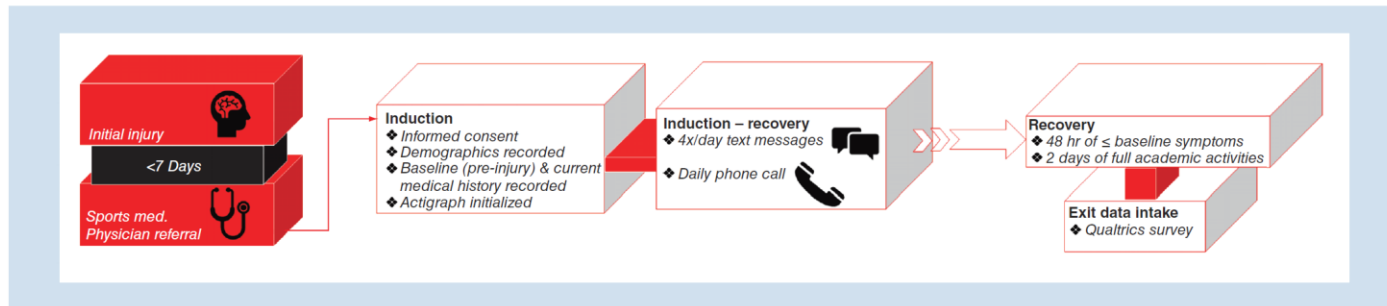 Initial injury
<7 Days
Sports med.
Physician referral
Induction
❖ Informed consent
❖ Demographics recorded
❖ Baseline (pre-injury) & current
medical history recorded
❖ Actigraph initialized
Induction – recovery
❖ 4x/day text messages
❖ Daily phone call
Recovery
❖ 48 hr of ≤ baseline symptoms
❖ 2 days of full academic activities
Exit data intake
❖ Qualtrics survey